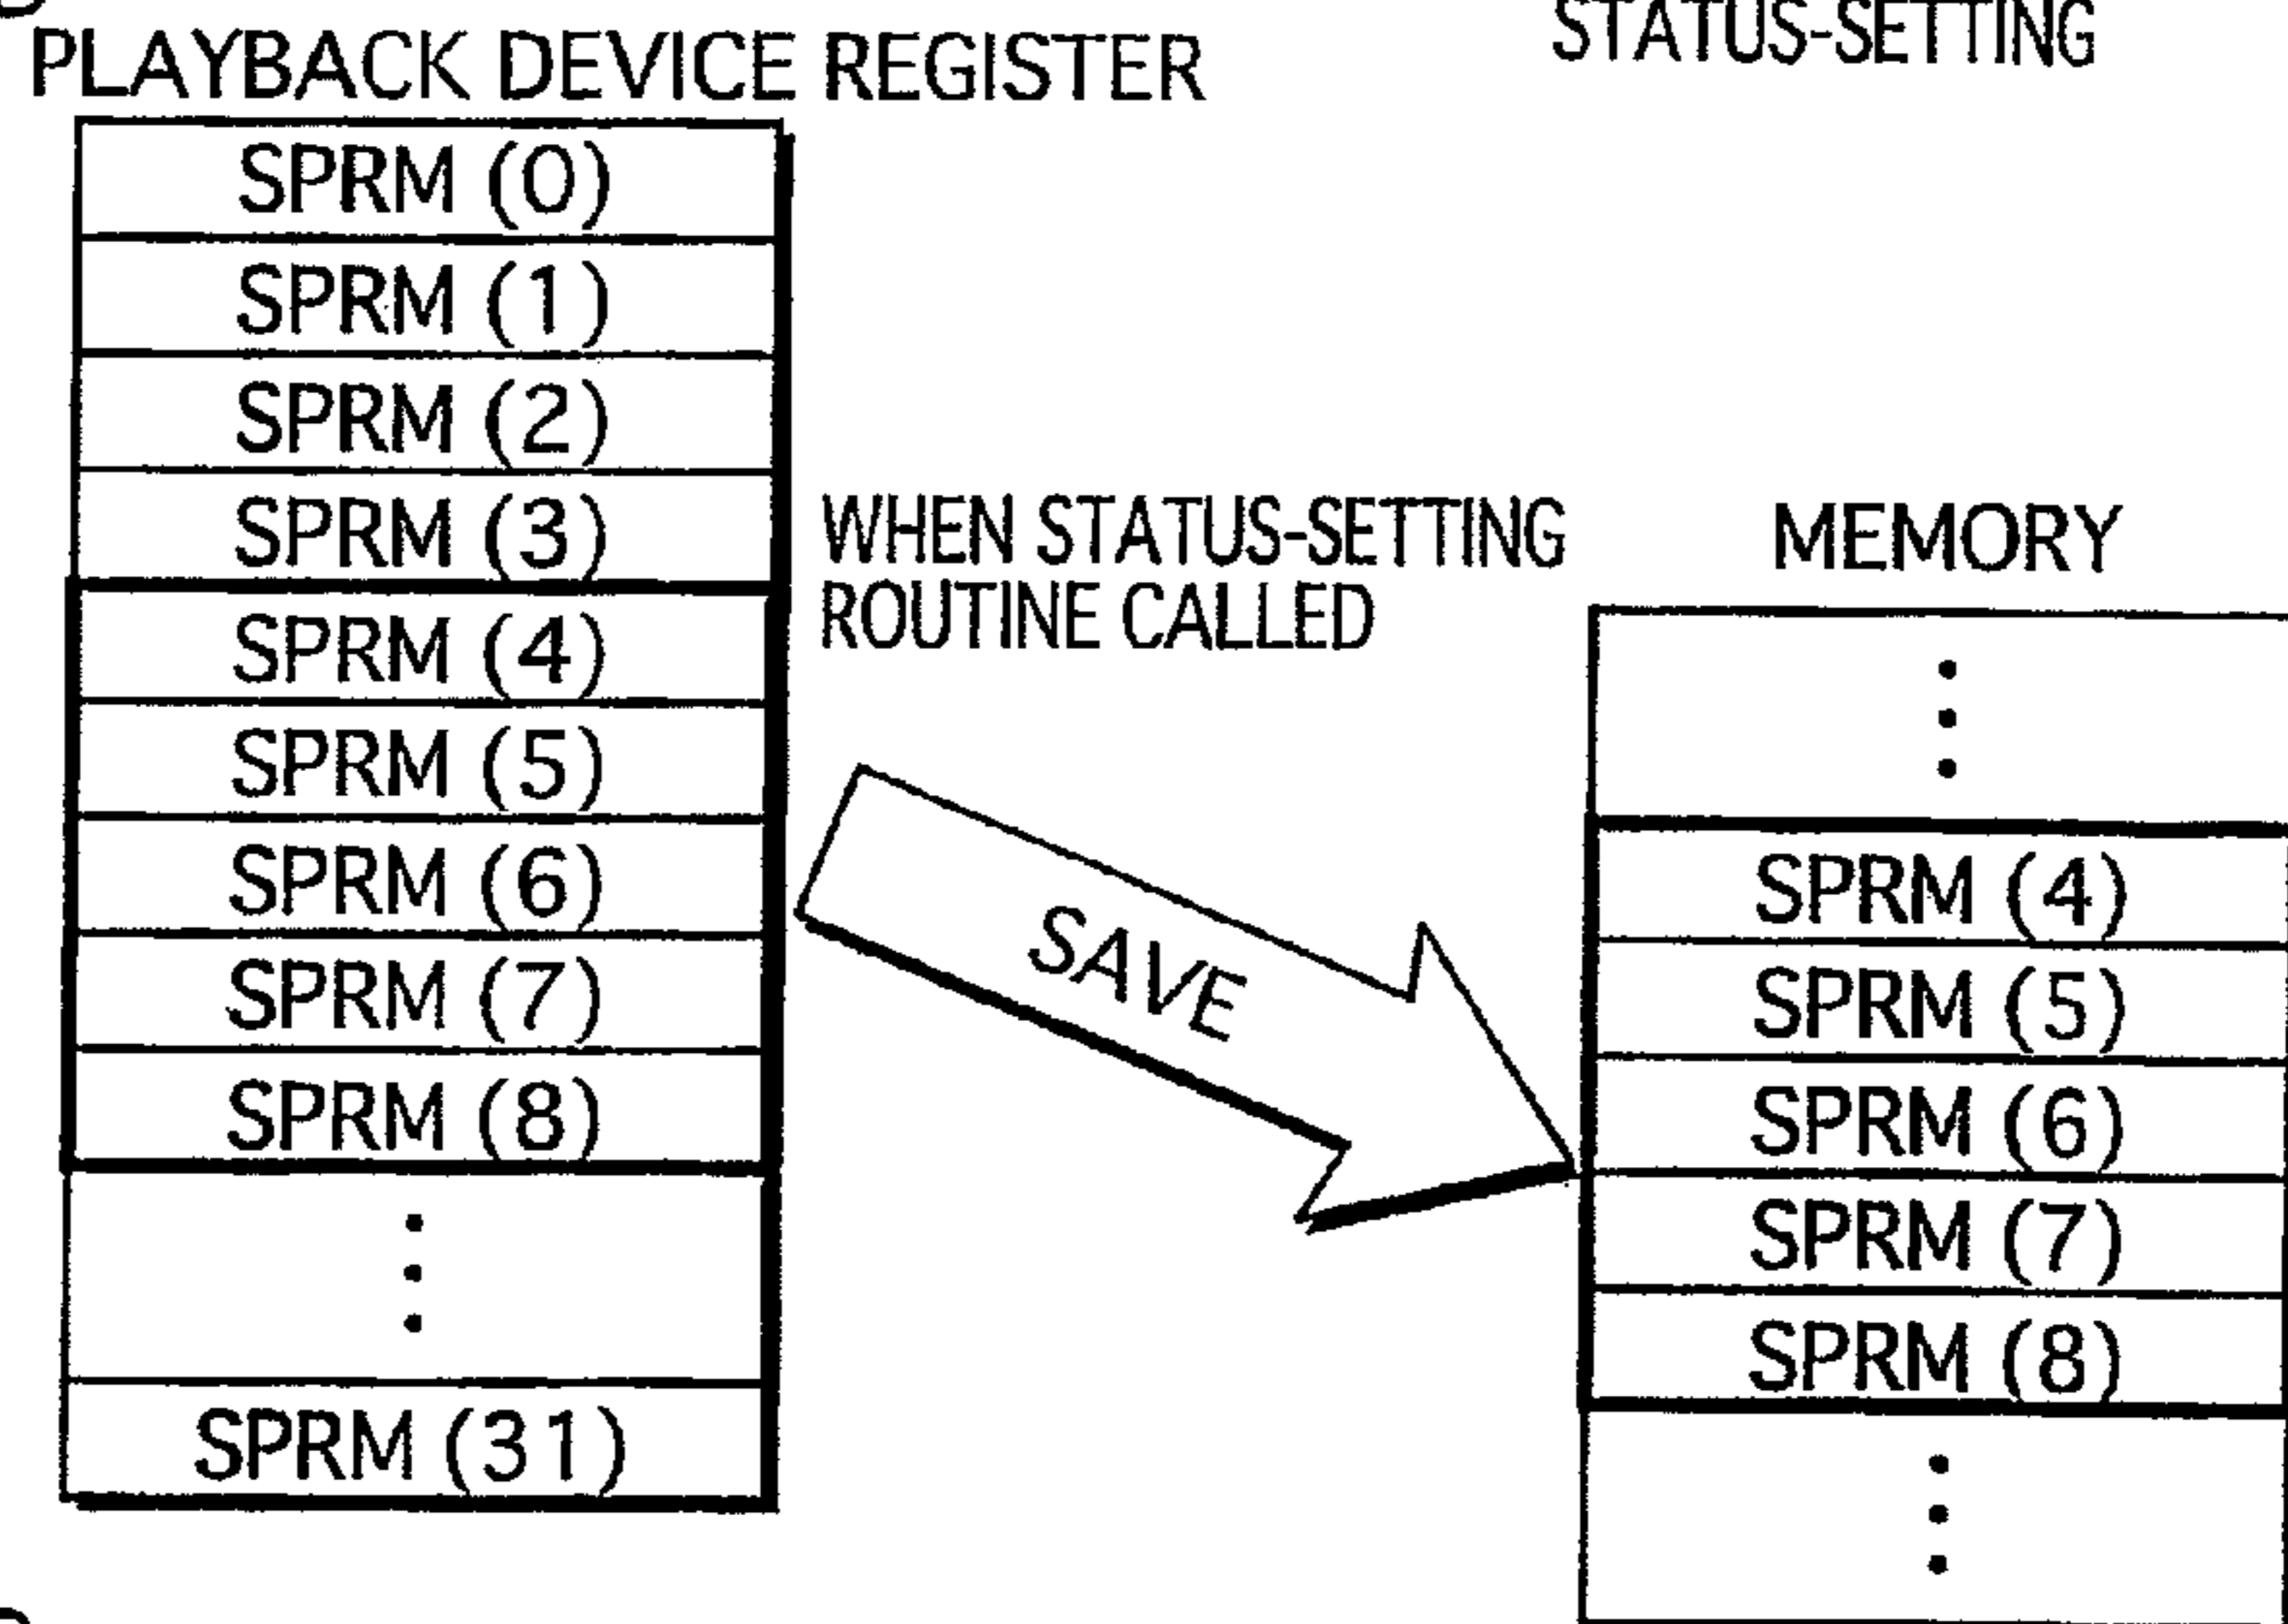 STATUS-SETTING
PLAYBACK DEVICE REGISTER
SPRM (0)
SPRM (1)
SPRM (2)
SPRM (3)
SPRM (4)
SPRM (5)
SPRM (6)
SPRM (7)
SPRM (8)
SPRM (31)
WHEN STATUS-SETTING
ROUTINE CALLED
SAVE
MEMORY
SPRM (4)
SPRM (5)
SPRM (6)
SPRM (7)
SPRM (8)